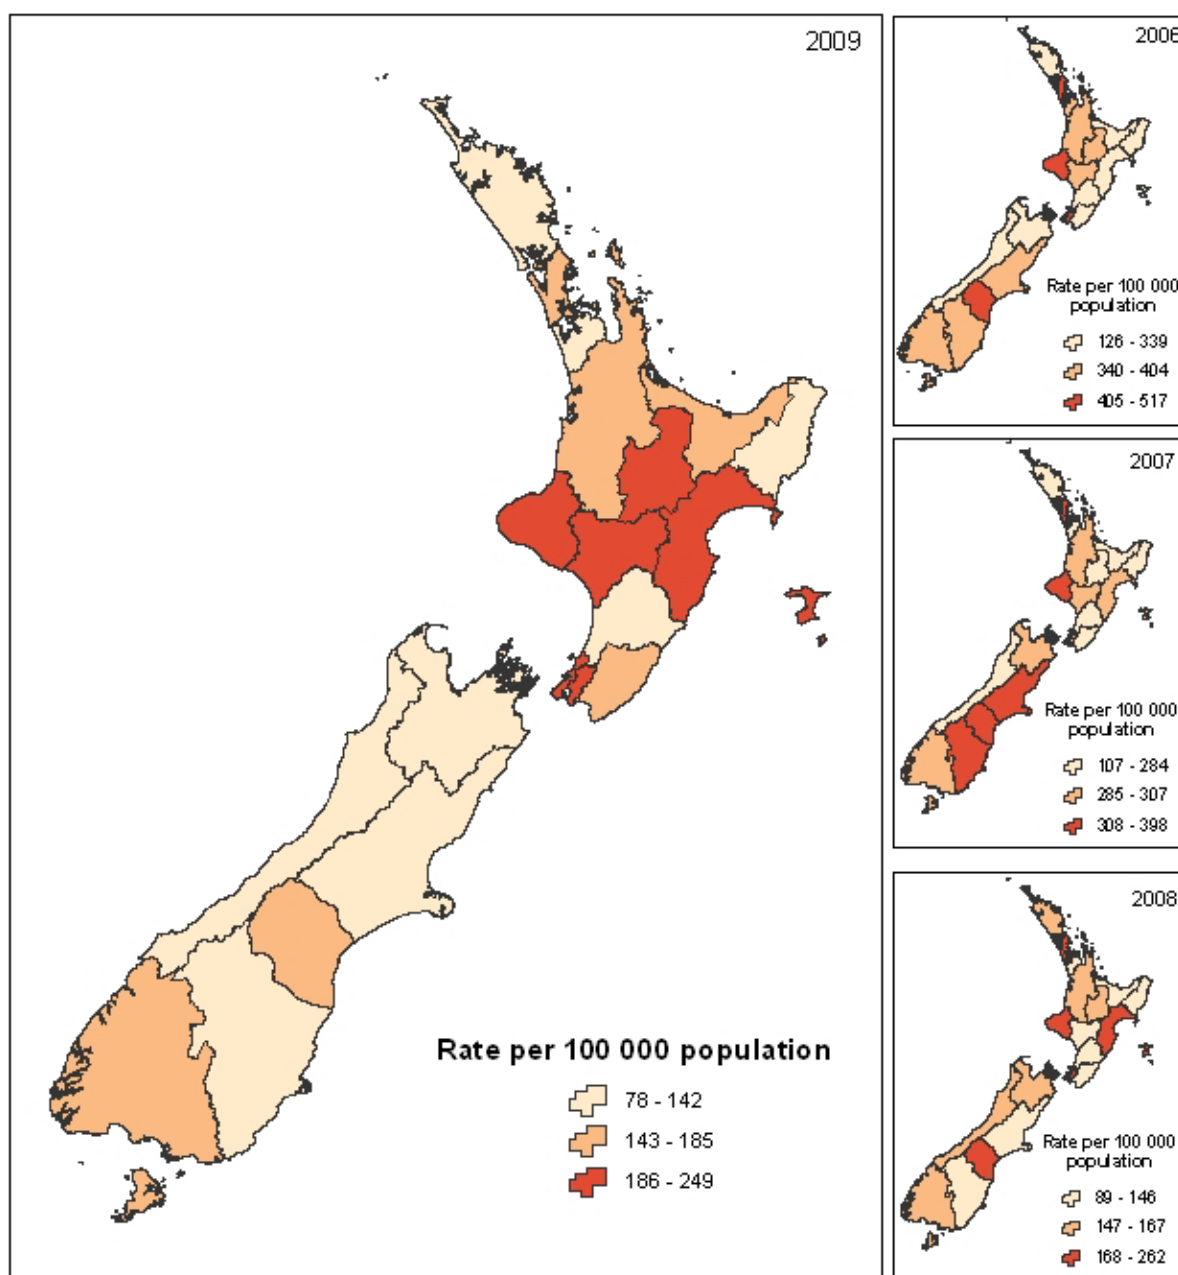 2009
Rate per 100 000 population
78 - 142
143 - 185
186 - 249
2006
Rate per 100 000
population
126 - 339
340 - 404
405 - 517
2007
Rate per 100 000
population
107 - 284
285 - 307
308 - 398
2008
Rate per 100 000
population
89 - 146
147 - 167
168 - 262